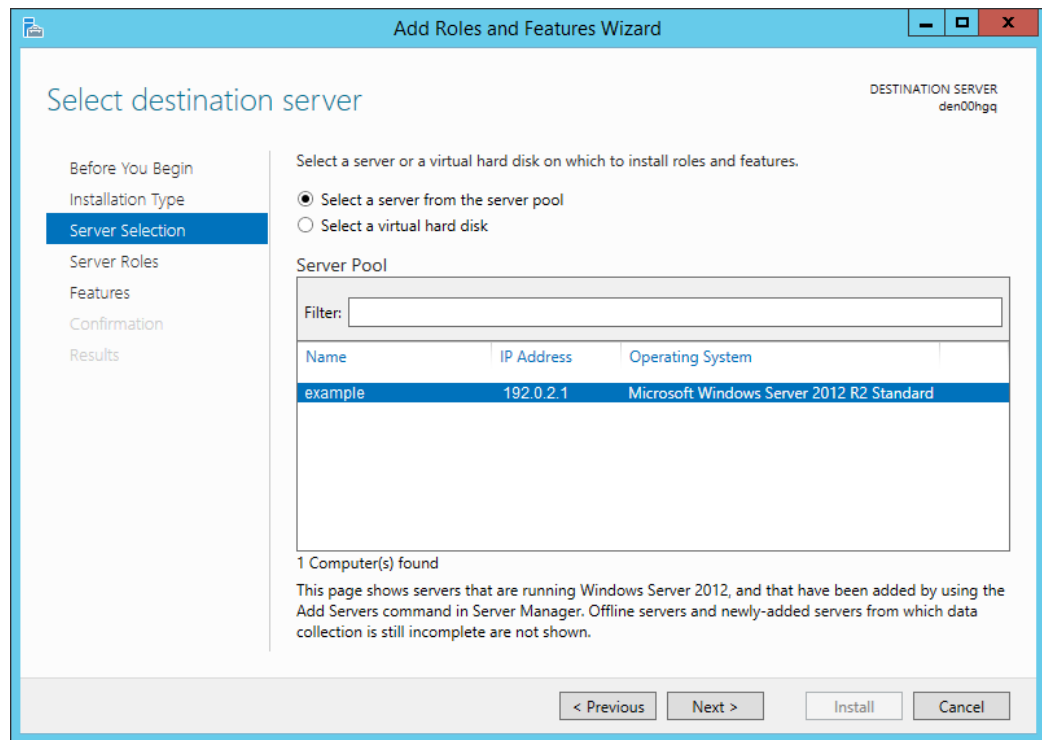 Add Roles and Features Wizard
Select destination server
DESTINATION SERVER
den00hgq
Before You Begin
Installation Type
Server Selection
Server Roles
Features
Confirmation
Results
Select a server or a virtual hard disk on which to install roles and features.
Select a server from the server pool
Select a virtual hard disk
Server Pool
Filter:
Name IP Address Operating System
example 192.0.2.1 Microsoft Windows Server 2012 R2 Standard
1 Computer(s) found
This page shows servers that are running Windows Server 2012, and that have been added by using the
Add Servers command in Server Manager. Offline servers and newly-added servers from which data
collection is still incomplete are not shown.
< Previous Next > Install Cancel